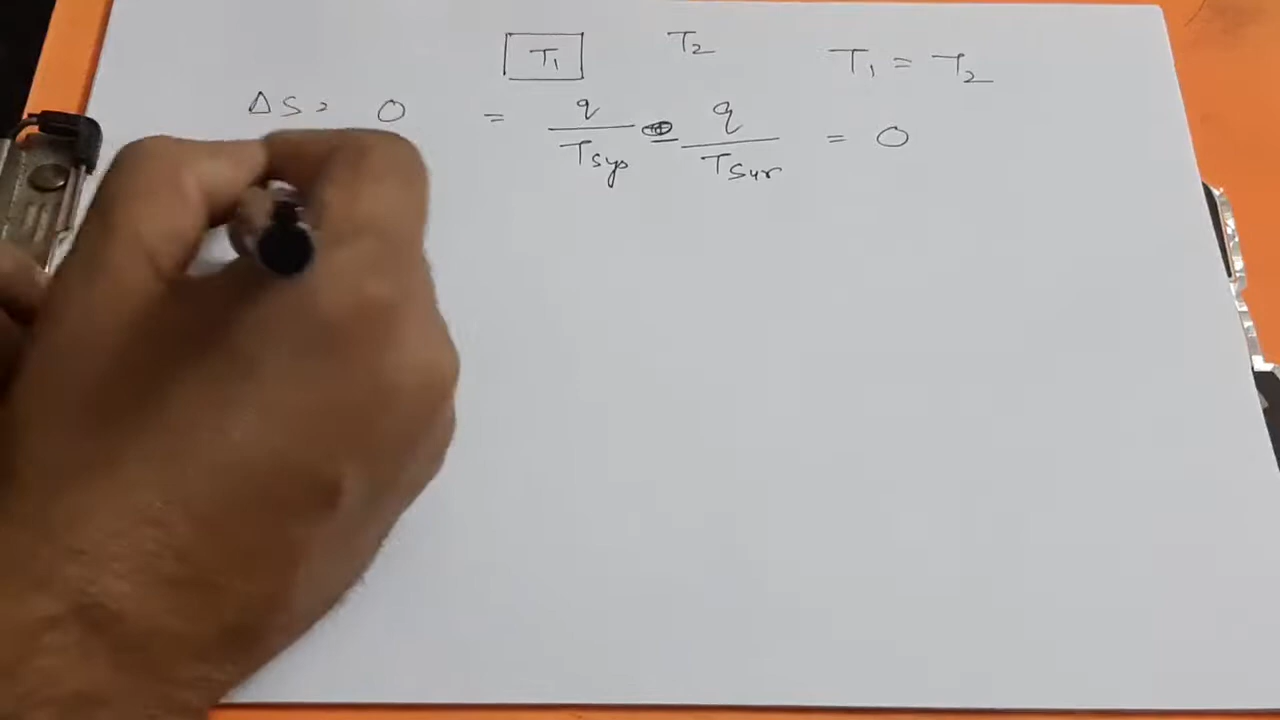 T₁ T₂ T₁ = T₂
ΔS = 0 = q/Tsys - q/Tsur = 0